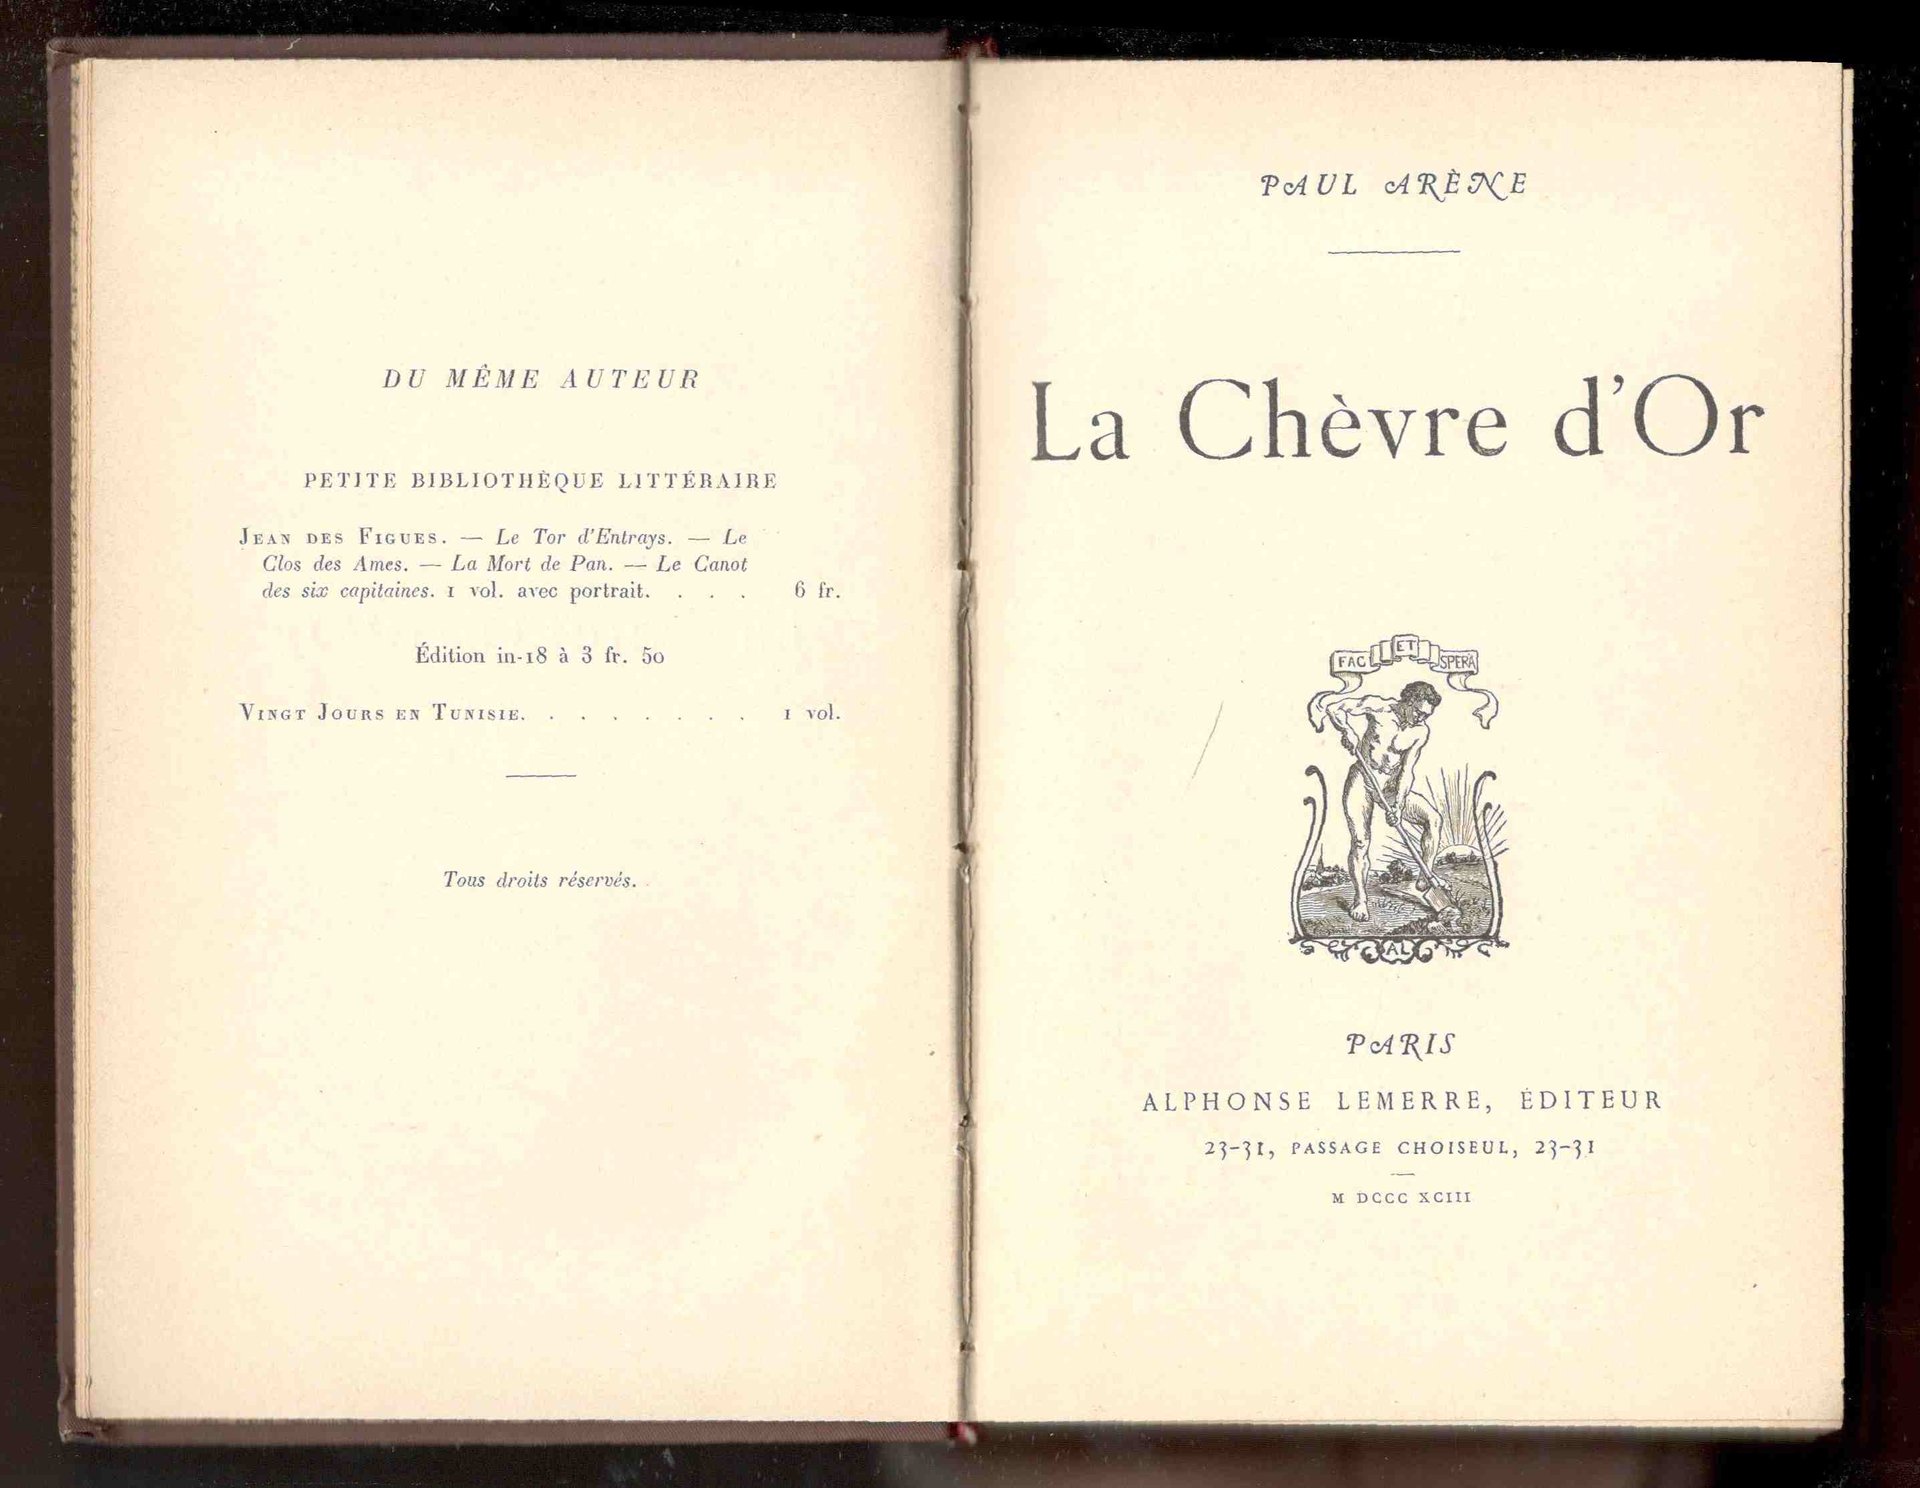 DU MÊME AUTEUR
PETITE BIBLIOTHÈQUE LITTÉRAIRE
JEAN DES FIGUES. — Le Tor d'Entrays. — Le
Clos des Ames. — La Mort de Pan. — Le Canot
des six capitaines. 1 vol. avec portrait. . . . 6 fr.
Édition in-18 à 3 fr. 50
VINGT JOURS EN TUNISIE. . . . . . . . 1 vol.
Tous droits réservés.
PAUL ARÈNE
La Chèvre d'Or
FAC ET SPERA
AL
PARIS
ALPHONSE LEMERRE, ÉDITEUR
23-31, PASSAGE CHOISEUL, 23-31
M DCCC XCIII